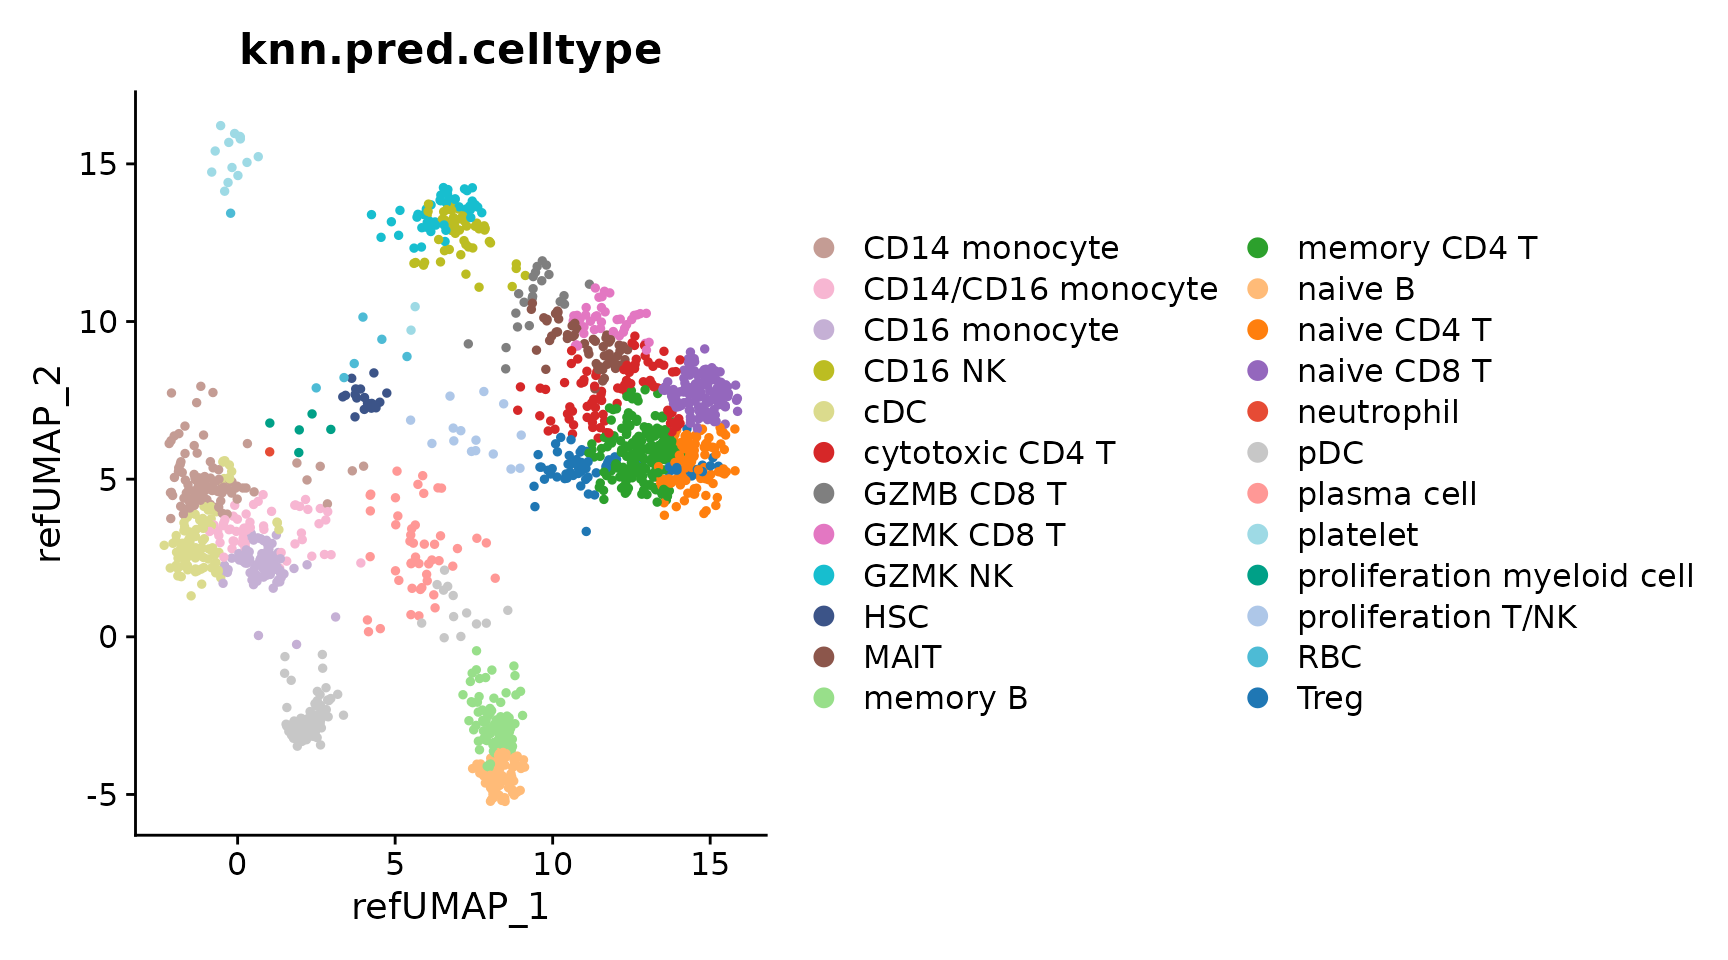 knn.pred.celltype
refUMAP_2
15
10
5
0
-5
0
5
10
15
refUMAP_1
CD14 monocyte
CD14/CD16 monocyte
CD16 monocyte
CD16 NK
cDC
cytotoxic CD4 T
GZMB CD8 T
GZMK CD8 T
GZMK NK
HSC
MAIT
memory B
memory CD4 T
naive B
naive CD4 T
naive CD8 T
neutrophil
pDC
plasma cell
platelet
proliferation myeloid cell
proliferation T/NK
RBC
Treg